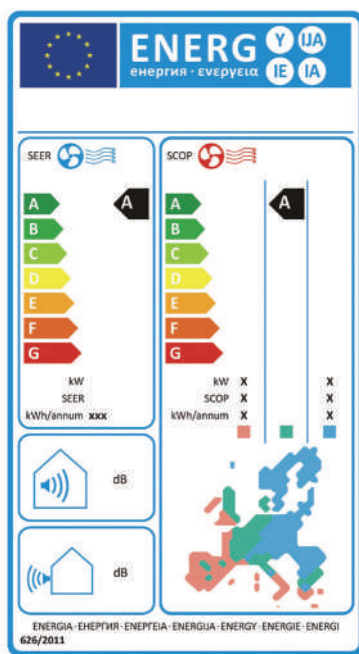 ENERG Y IJA
енергия · ενεργεια IE IA
SEER
A A
B
C
D
E
F
G
kW
SEER
kWh/annum xxx
SCOP
A A
B
C
D
E
F
G
kW X X
SCOP X X
kWh/annum X X
dB
dB
ENERGIA · ЕНЕРГИЯ · ΕΝΕΡΓΕΙΑ · ENERGIJA · ENERGY · ENERGIE · ENERGI
626/2011